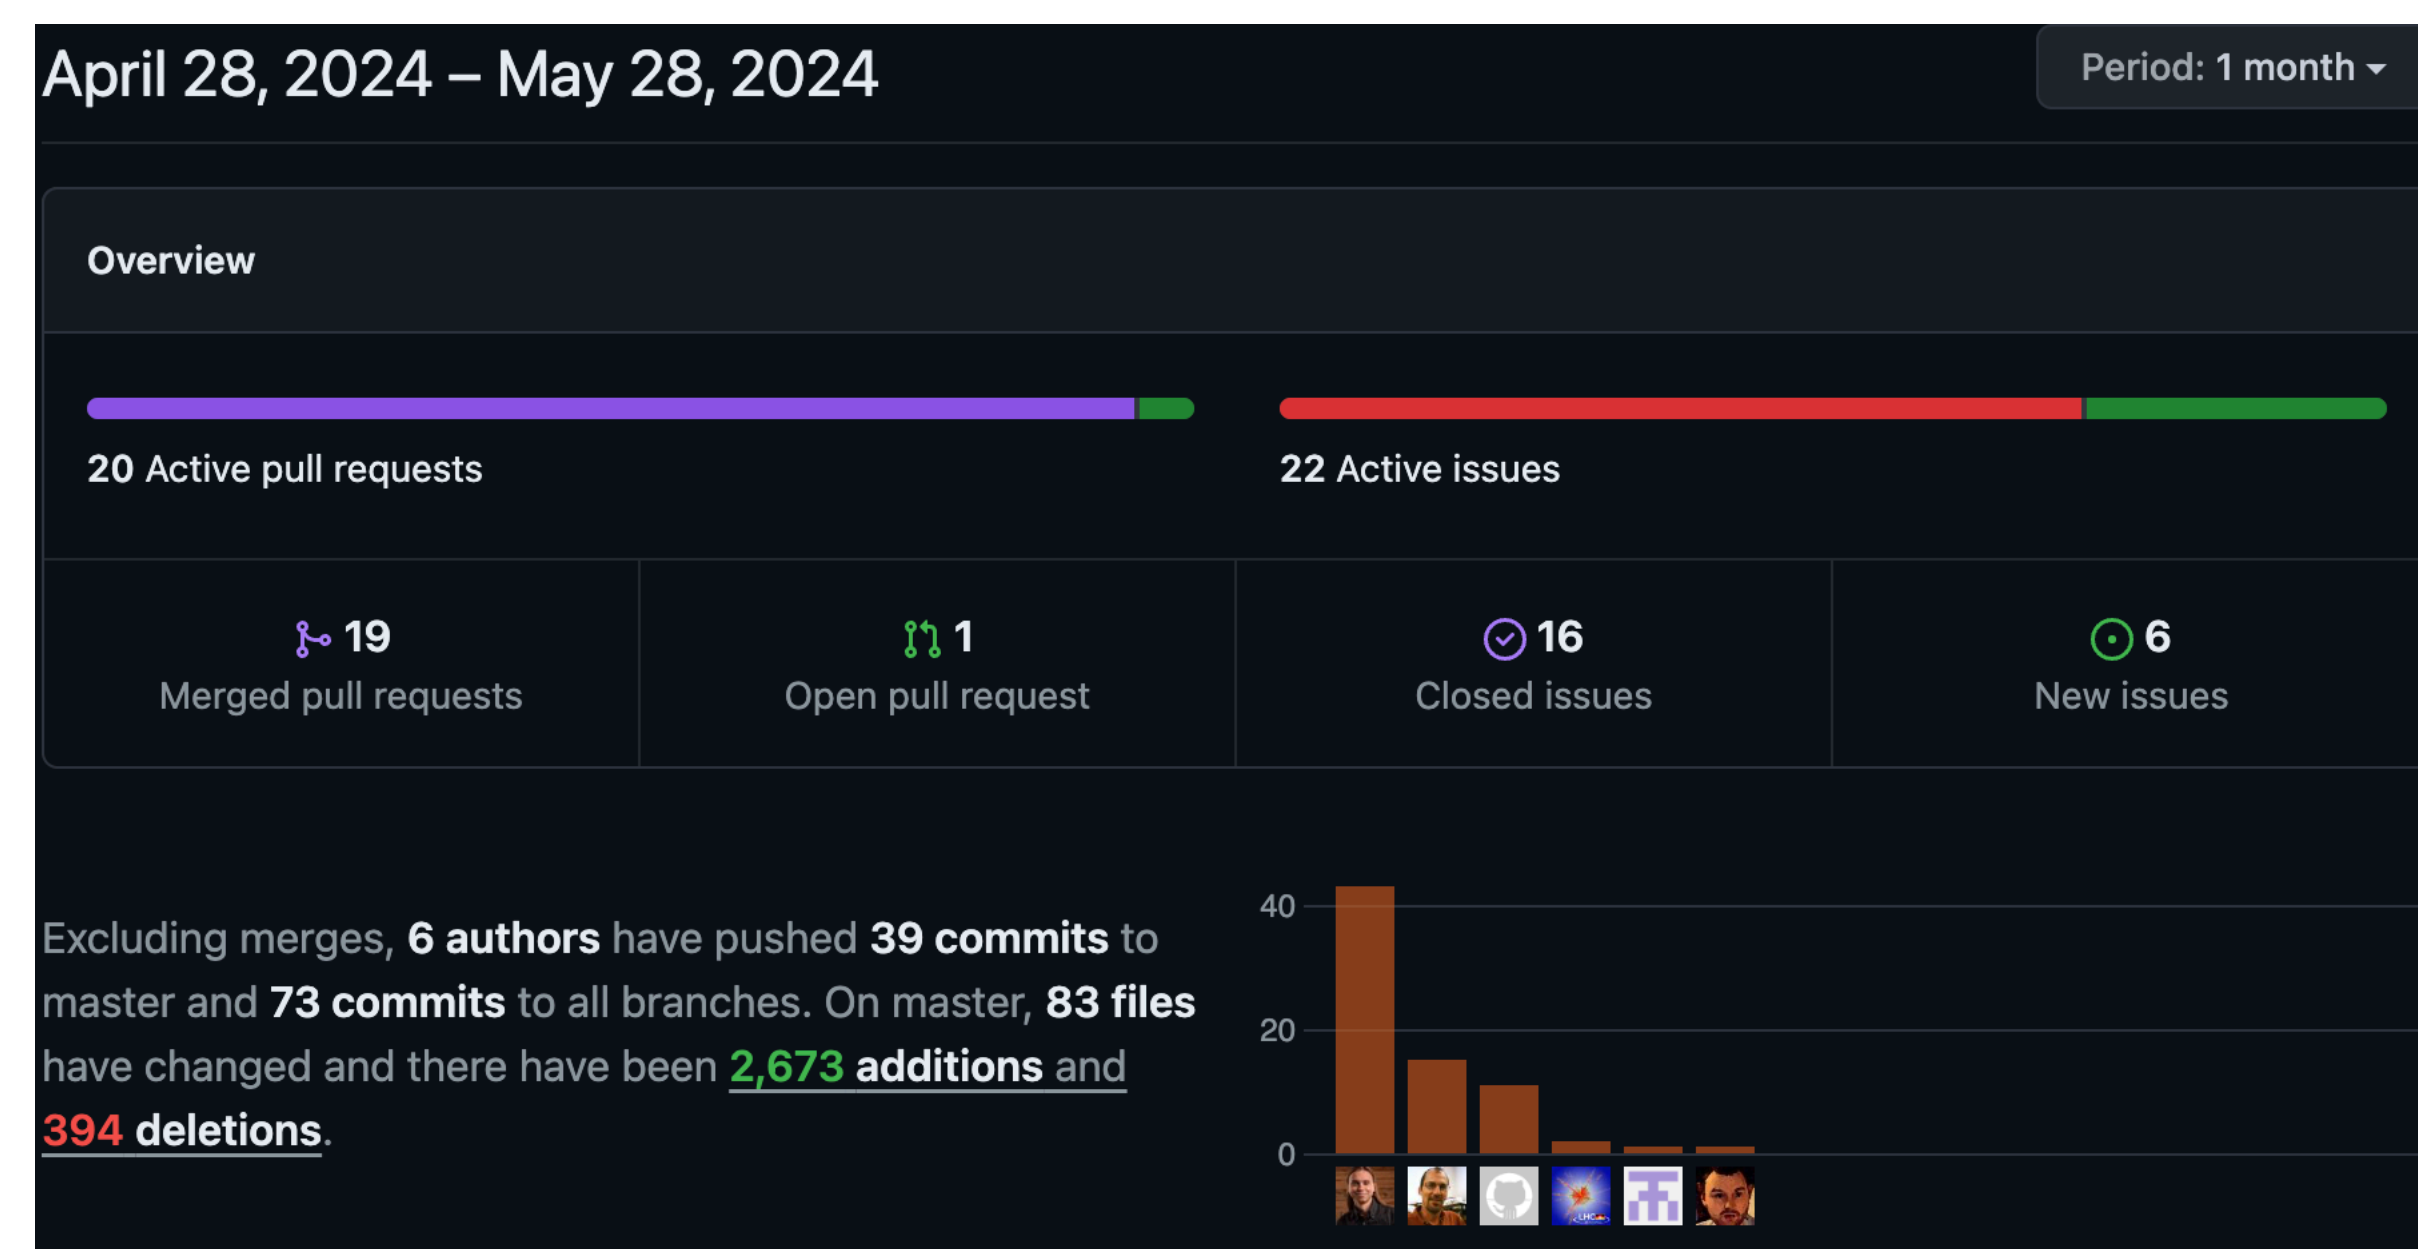 April 28, 2024 – May 28, 2024
Period: 1 month
Overview
20 Active pull requests
22 Active issues
19
Merged pull requests
1
Open pull request
16
Closed issues
6
New issues
Excluding merges, 6 authors have pushed 39 commits to
master and 73 commits to all branches. On master, 83 files
have changed and there have been 2,673 additions and
394 deletions.
40
20
0
LHC